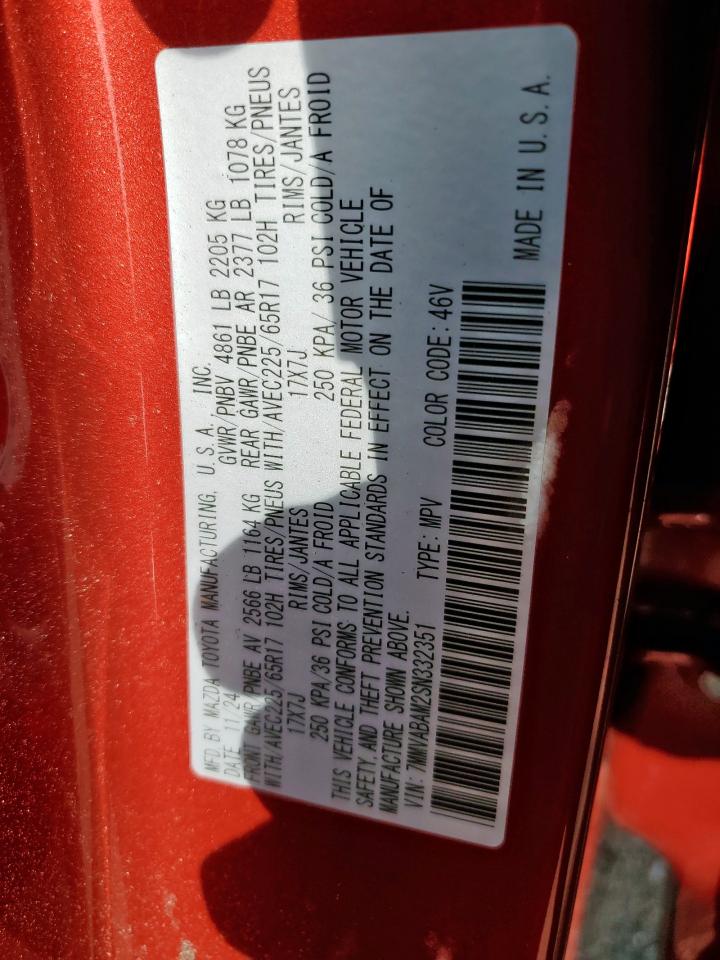 MFD. BY MAZDA TOYOTA MANUFACTURING, U.S.A., INC.
DATE 11/24 GVWR/PNBV 4861 LB 2205 KG
FRONT GAWR/PNBE AV 2566 LB 1164 KG REAR GAWR/PNBE AR 2377 LB 1078 KG
WITH/AVEC225/65R17 102H TIRES/PNEUS WITH/AVEC225/65R17 102H TIRES/PNEUS
17X7J RIMS/JANTES 17X7J RIMS/JANTES
250 KPA/36 PSI COLD/A FROID 250 KPA/ 36 PSI COLD/A FROID
THIS VEHICLE CONFORMS TO ALL APPLICABLE FEDERAL MOTOR VEHICLE
SAFETY AND THEFT PREVENTION STANDARDS IN EFFECT ON THE DATE OF
MANUFACTURE SHOWN ABOVE.
VIN: 7MMVABAM2SN332351 TYPE: MPV COLOR CODE: 46V
MADE IN U.S.A.